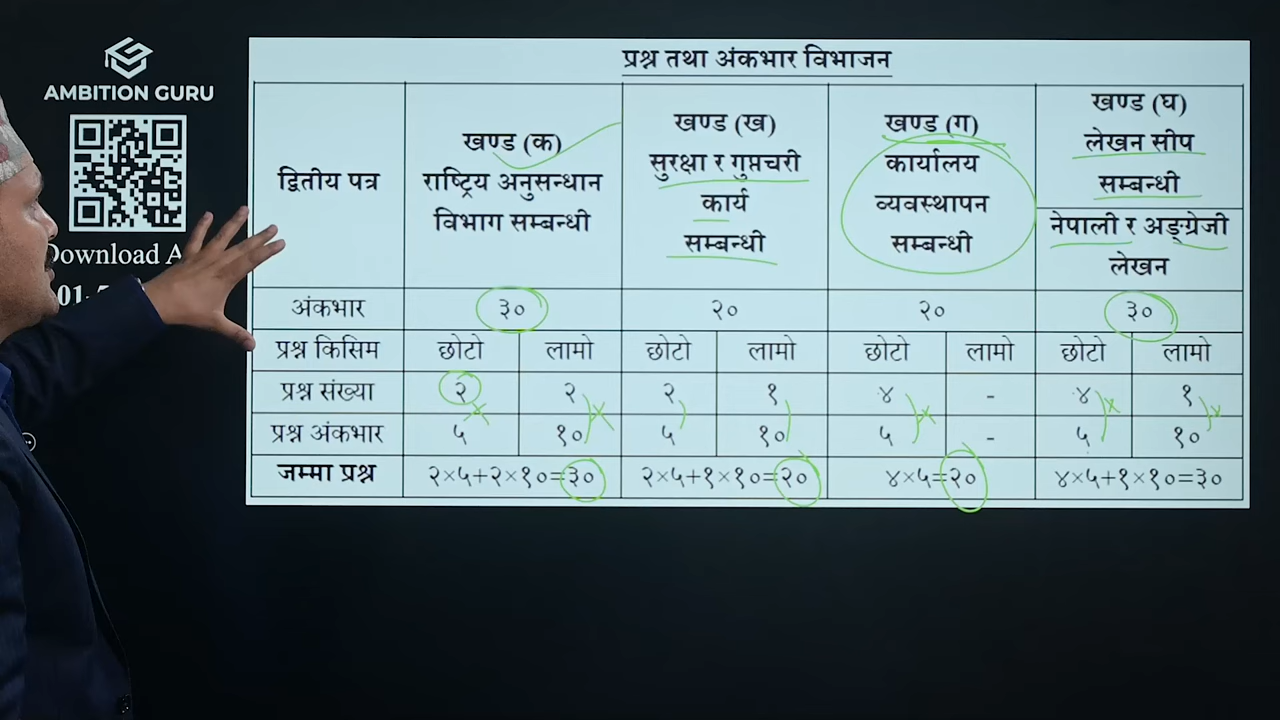 AMBITION GURU
Download A
01-5
प्रश्न तथा अंकभार विभाजन
द्वितीय पत्र
खण्ड (क)
राष्ट्रिय अनुसन्धान
विभाग सम्बन्धी
खण्ड (ख)
सुरक्षा र गुप्तचरी
कार्य
सम्बन्धी
खण्ड (ग)
कार्यालय
व्यवस्थापन
सम्बन्धी
खण्ड (घ)
लेखन सीप
सम्बन्धी
नेपाली र अङ्ग्रेजी
लेखन
अंकभार ३० २० २० ३०
प्रश्न किसिम छोटो लामो छोटो लामो छोटो लामो छोटो लामो
प्रश्न संख्या २ २ २ १ ४ - ४ १
प्रश्न अंकभार ५ १० ५ १० ५ - ५ १०
जम्मा प्रश्न २×५+२×१०=३० २×५+१×१०=२० ४×५=२० ४×५+१×१०=३०